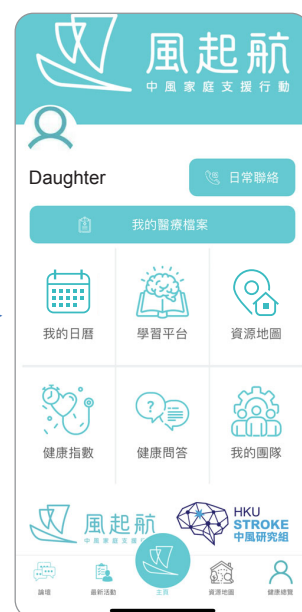 風起航
中風家庭支援行動
Daughter
日常聯絡
我的醫療檔案
我的日曆
學習平台
資源地圖
?
健康指數
健康問答
我的團隊
風起航
中風家庭支援行動
HKU
STROKE
中風研究組
論壇
最新活動
主頁
資源地圖
健康總覽